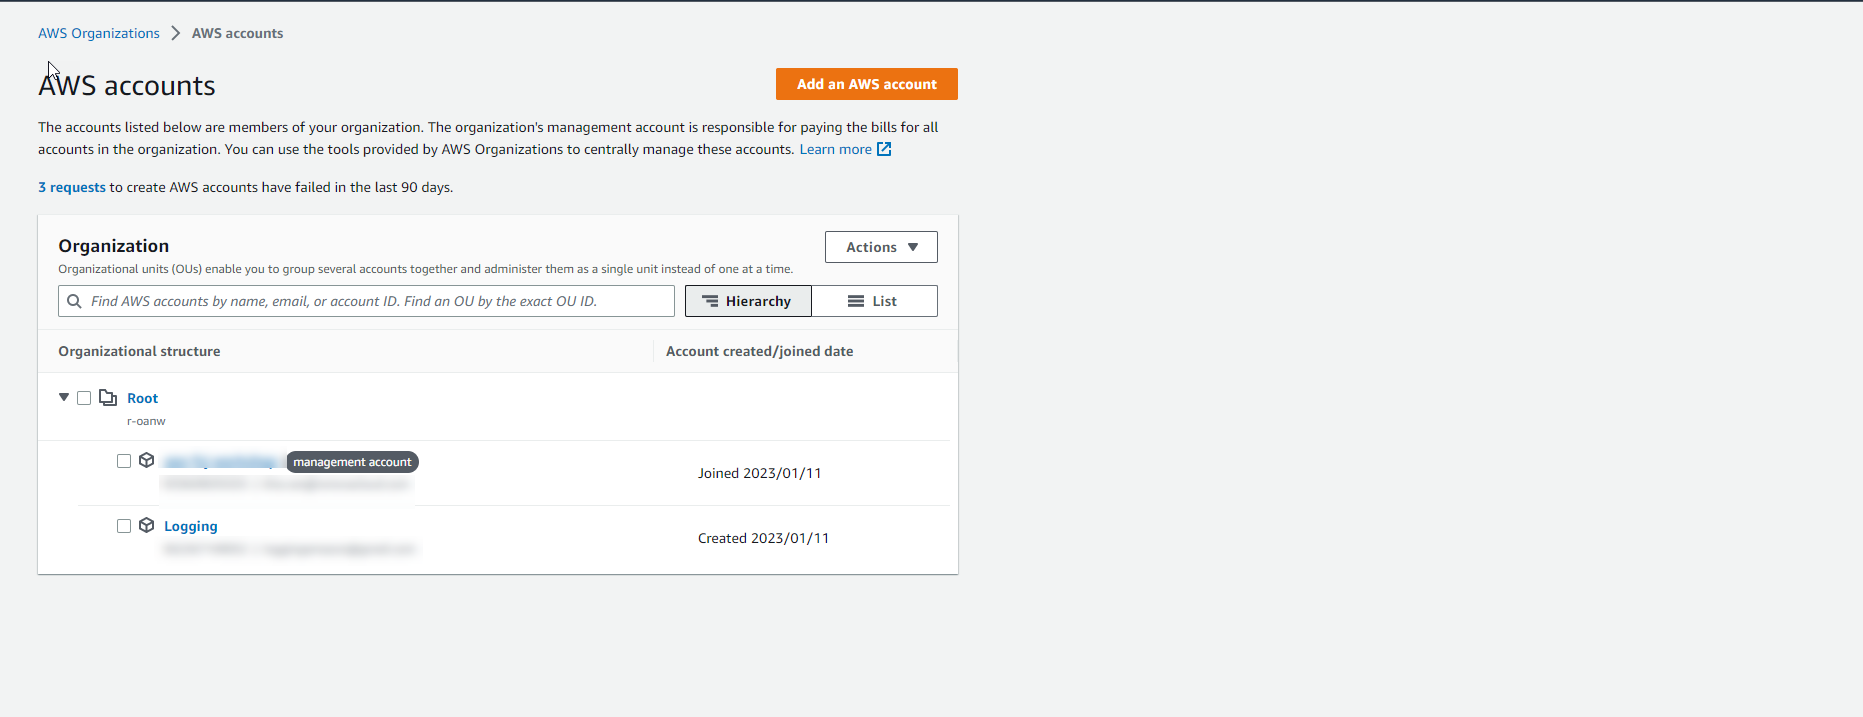 AWS Organizations > AWS accounts
AWS accounts
Add an AWS account
The accounts listed below are members of your organization. The organization's management account is responsible for paying the bills for all
accounts in the organization. You can use the tools provided by AWS Organizations to centrally manage these accounts. Learn more
3 requests to create AWS accounts have failed in the last 90 days.
Organization
Actions
Organizational units (OUs) enable you to group several accounts together and administer them as a single unit instead of one at a time.
Find AWS accounts by name, email, or account ID. Find an OU by the exact OU ID.
Hierarchy
List
Organizational structure
Account created/joined date
Root
r-oanw
management account
Joined 2023/01/11
Logging
Created 2023/01/11